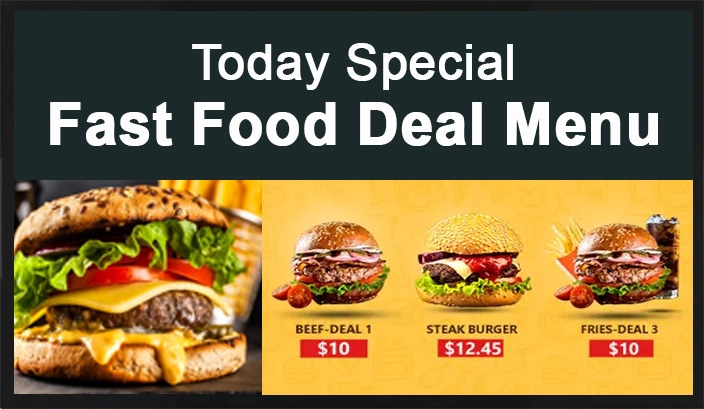 Today Special
Fast Food Deal Menu
BEEF-DEAL 1
$10
STEAK BURGER
$12.45
FRIES-DEAL 3
$10